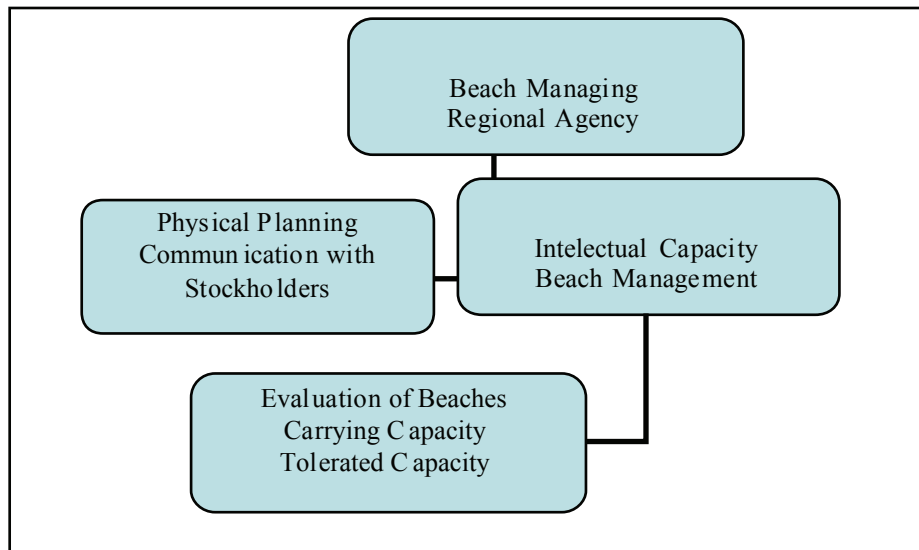 Beach Managing
Regional Agency
Physical Planning
Communication with
Stockholders
Intelectual Capacity
Beach Management
Evaluation of Beaches
Carrying Capacity
Tolerated Capacity